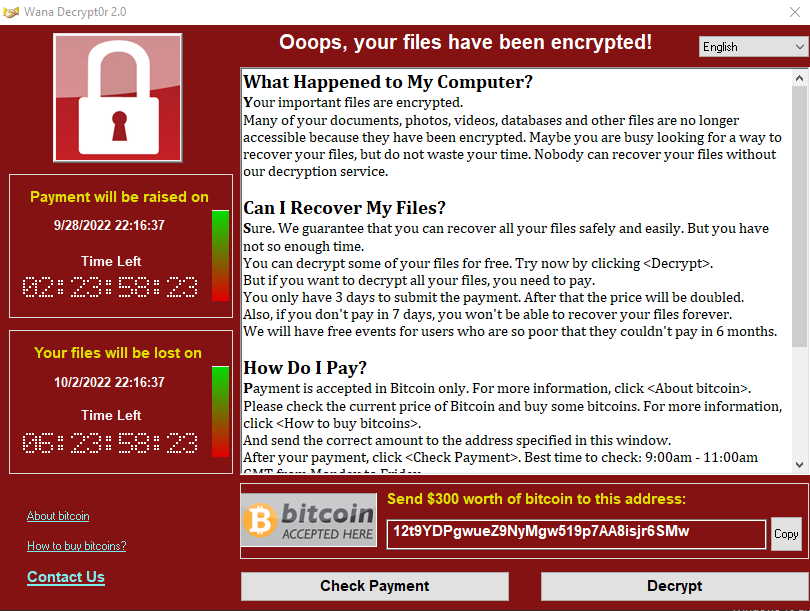 Wana Decrypt0r 2.0
Ooops, your files have been encrypted!
English
Payment will be raised on
9/28/2022 22:16:37
Time Left
02:23:58:23
Your files will be lost on
10/2/2022 22:16:37
Time Left
06:23:58:23
About bitcoin
How to buy bitcoins?
Contact Us
What Happened to My Computer?
Your important files are encrypted.
Many of your documents, photos, videos, databases and other files are no longer
accessible because they have been encrypted. Maybe you are busy looking for a way to
recover your files, but do not waste your time. Nobody can recover your files without
our decryption service.
Can I Recover My Files?
Sure. We guarantee that you can recover all your files safely and easily. But you have
not so enough time.
You can decrypt some of your files for free. Try now by clicking <Decrypt>.
But if you want to decrypt all your files, you need to pay.
You only have 3 days to submit the payment. After that the price will be doubled.
Also, if you don't pay in 7 days, you won't be able to recover your files forever.
We will have free events for users who are so poor that they couldn't pay in 6 months.
How Do I Pay?
Payment is accepted in Bitcoin only. For more information, click <About bitcoin>.
Please check the current price of Bitcoin and buy some bitcoins. For more information,
click <How to buy bitcoins>.
And send the correct amount to the address specified in this window.
After your payment, click <Check Payment>. Best time to check: 9:00am - 11:00am
GMT from Monday to Friday.
bitcoin
ACCEPTED HERE
Send $300 worth of bitcoin to this address:
12t9YDPgwueZ9NyMgw519p7AA8isjr6SMw
Copy
Check Payment
Decrypt